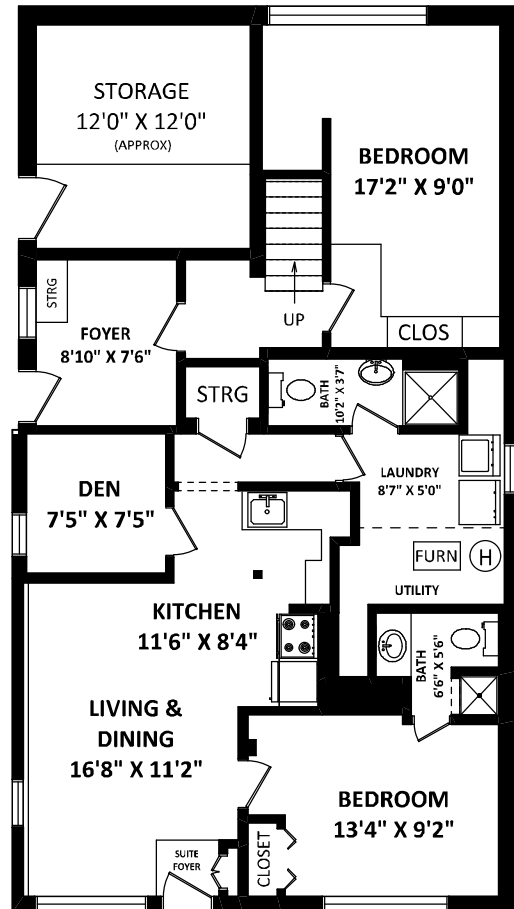 STORAGE
12'0" X 12'0"
(APPROX)
BEDROOM
17'2" X 9'0"
STRG
FOYER
8'10" X 7'6"
UP
CLOS
STRG
BATH
10'2" X 3'7"
LAUNDRY
8'7" X 5'0"
DEN
7'5" X 7'5"
FURN
H
UTILITY
KITCHEN
11'6" X 8'4"
BATH
6'6" X 5'6"
LIVING &
DINING
16'8" X 11'2"
BEDROOM
13'4" X 9'2"
SUITE
FOYER
CLOSET